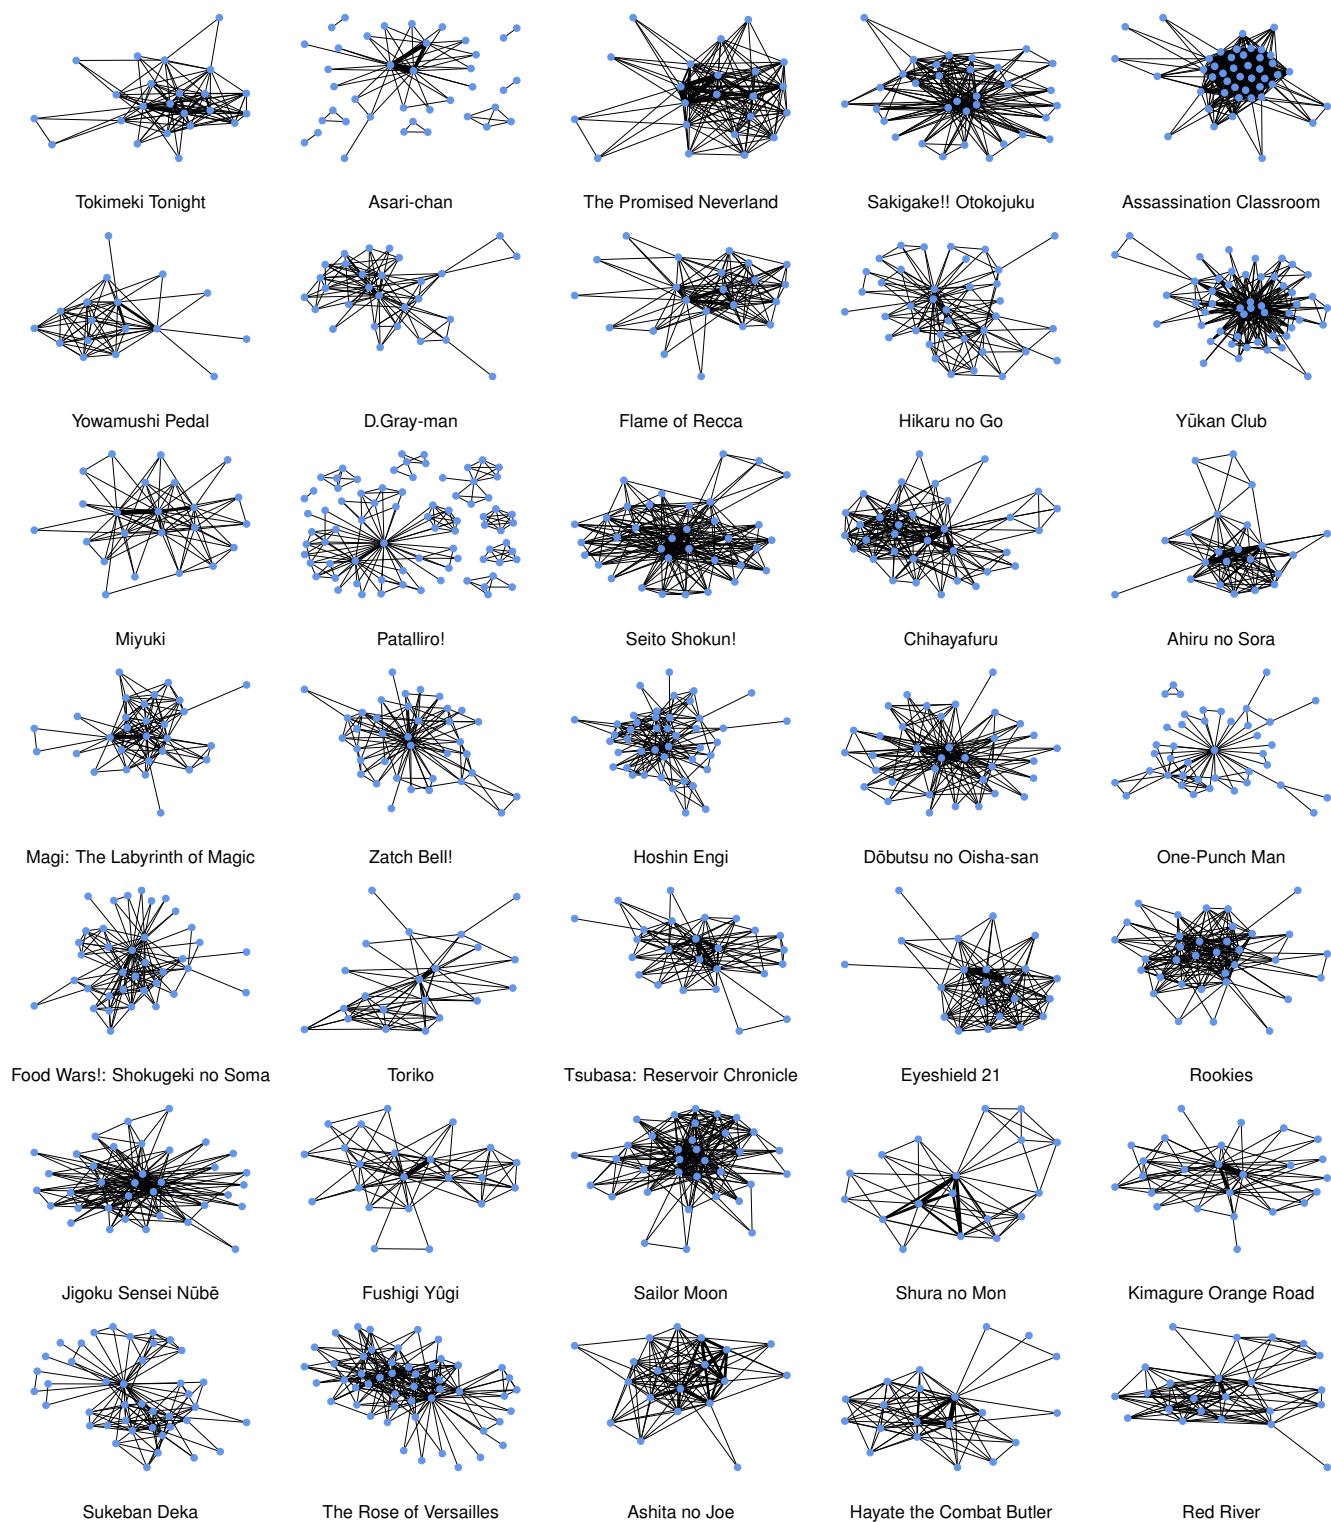 Tokimeki Tonight
Asari-chan
The Promised Neverland
Sakigake!! Otokojuku
Assassination Classroom
Yowamushi Pedal
D.Gray-man
Flame of Recca
Hikaru no Go
Yūkan Club
Miyuki
Patalliro!
Seito Shokun!
Chihayafuru
Ahiru no Sora
Magi: The Labyrinth of Magic
Zatch Bell!
Hoshin Engi
Dōbutsu no Oisha-san
One-Punch Man
Food Wars!: Shokugeki no Soma
Toriko
Tsubasa: Reservoir Chronicle
Eyeshield 21
Rookies
Jigoku Sensei Nūbē
Fushigi Yûgi
Sailor Moon
Shura no Mon
Kimagure Orange Road
Sukeban Deka
The Rose of Versailles
Ashita no Joe
Hayate the Combat Butler
Red River